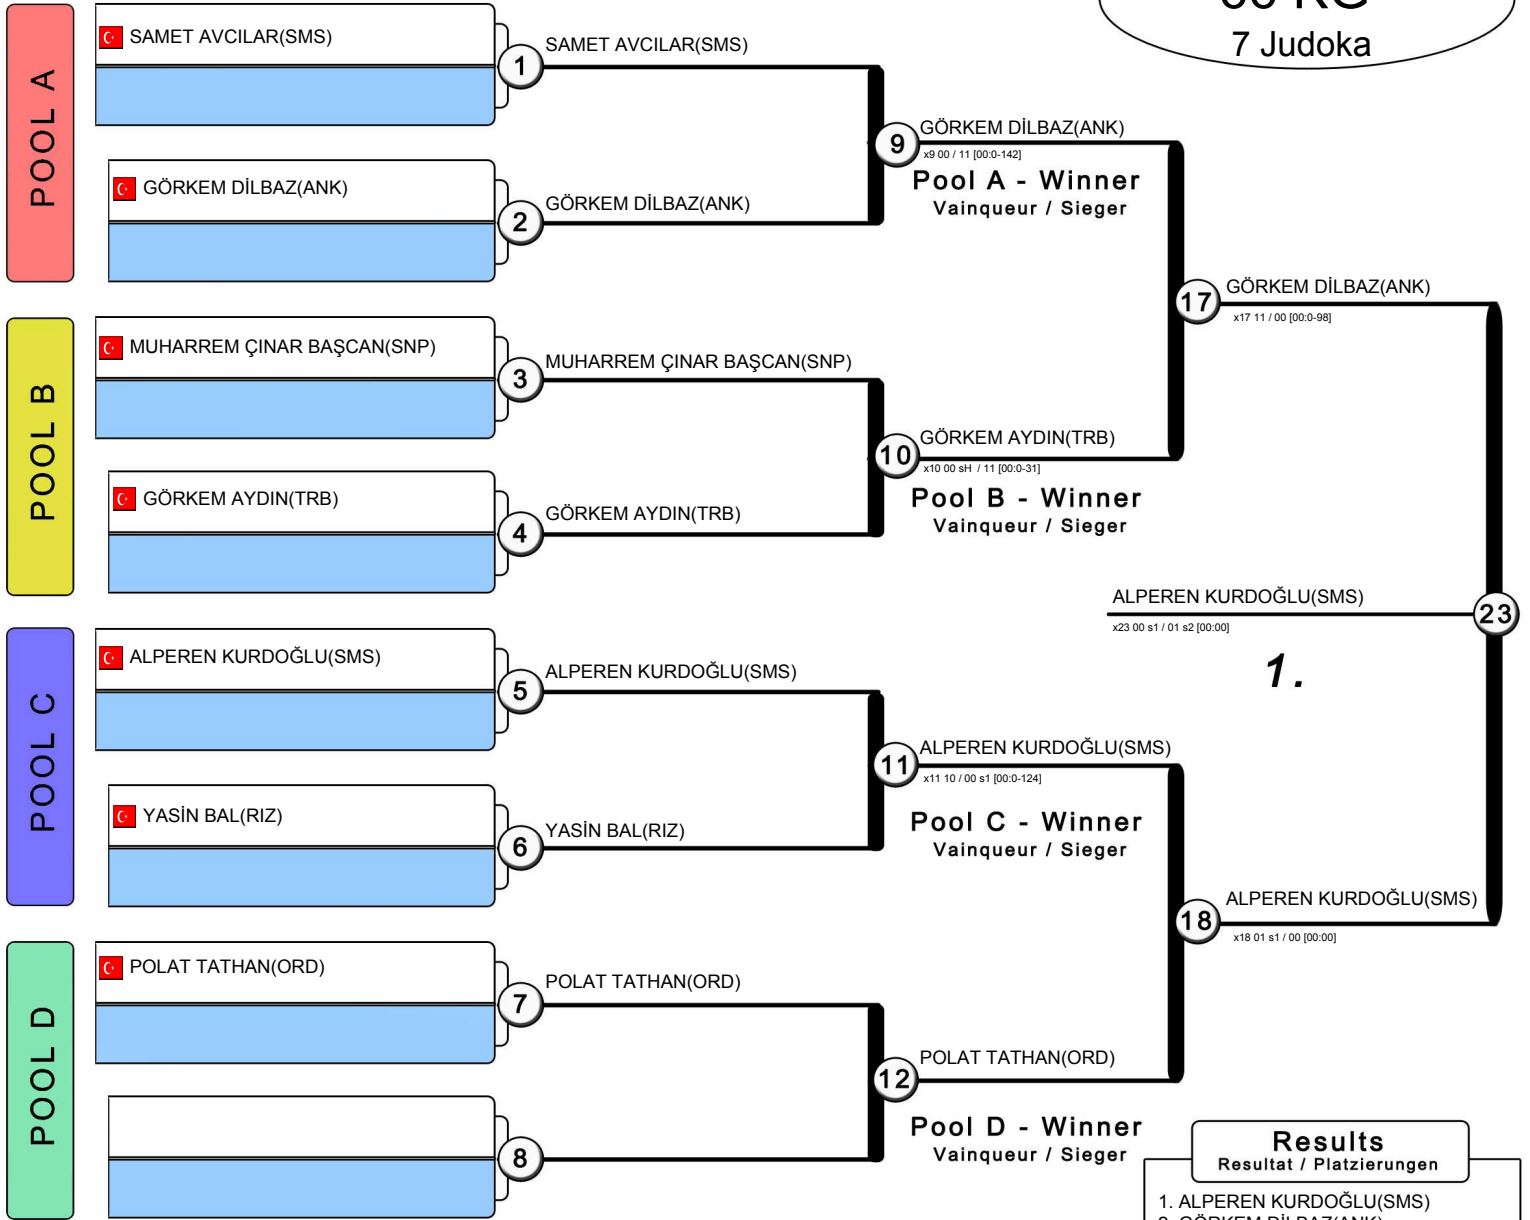 7 Judoka
POOL A
SAMET AVCILAR(SMS)
1
SAMET AVCILAR(SMS)
GÖRKEM DİLBAZ(ANK)
2
GÖRKEM DİLBAZ(ANK)
9
GÖRKEM DİLBAZ(ANK)
x9 00 / 11 [00:0-142]
Pool A - Winner
Vainqueur / Sieger
POOL B
MUHARREM ÇINAR BAŞCAN(SNP)
3
MUHARREM ÇINAR BAŞCAN(SNP)
GÖRKEM AYDIN(TRB)
4
GÖRKEM AYDIN(TRB)
10
GÖRKEM AYDIN(TRB)
x10 00 sH / 11 [00:0-31]
Pool B - Winner
Vainqueur / Sieger
17
GÖRKEM DİLBAZ(ANK)
x17 11 / 00 [00:0-98]
POOL C
ALPEREN KURDOĞLU(SMS)
5
ALPEREN KURDOĞLU(SMS)
YASİN BAL(RIZ)
6
YASİN BAL(RIZ)
11
ALPEREN KURDOĞLU(SMS)
x11 10 / 00 s1 [00:0-124]
Pool C - Winner
Vainqueur / Sieger
POOL D
POLAT TATHAN(ORD)
7
POLAT TATHAN(ORD)
8
12
POLAT TATHAN(ORD)
Pool D - Winner
Vainqueur / Sieger
18
ALPEREN KURDOĞLU(SMS)
x18 01 s1 / 00 [00:00]
ALPEREN KURDOĞLU(SMS)
23
x23 00 s1 / 01 s2 [00:00]
1.
Results
Resultat / Platzierungen
1. ALPEREN KURDOĞLU(SMS)
2. GÖRKEM DİLBAZ(ANK)